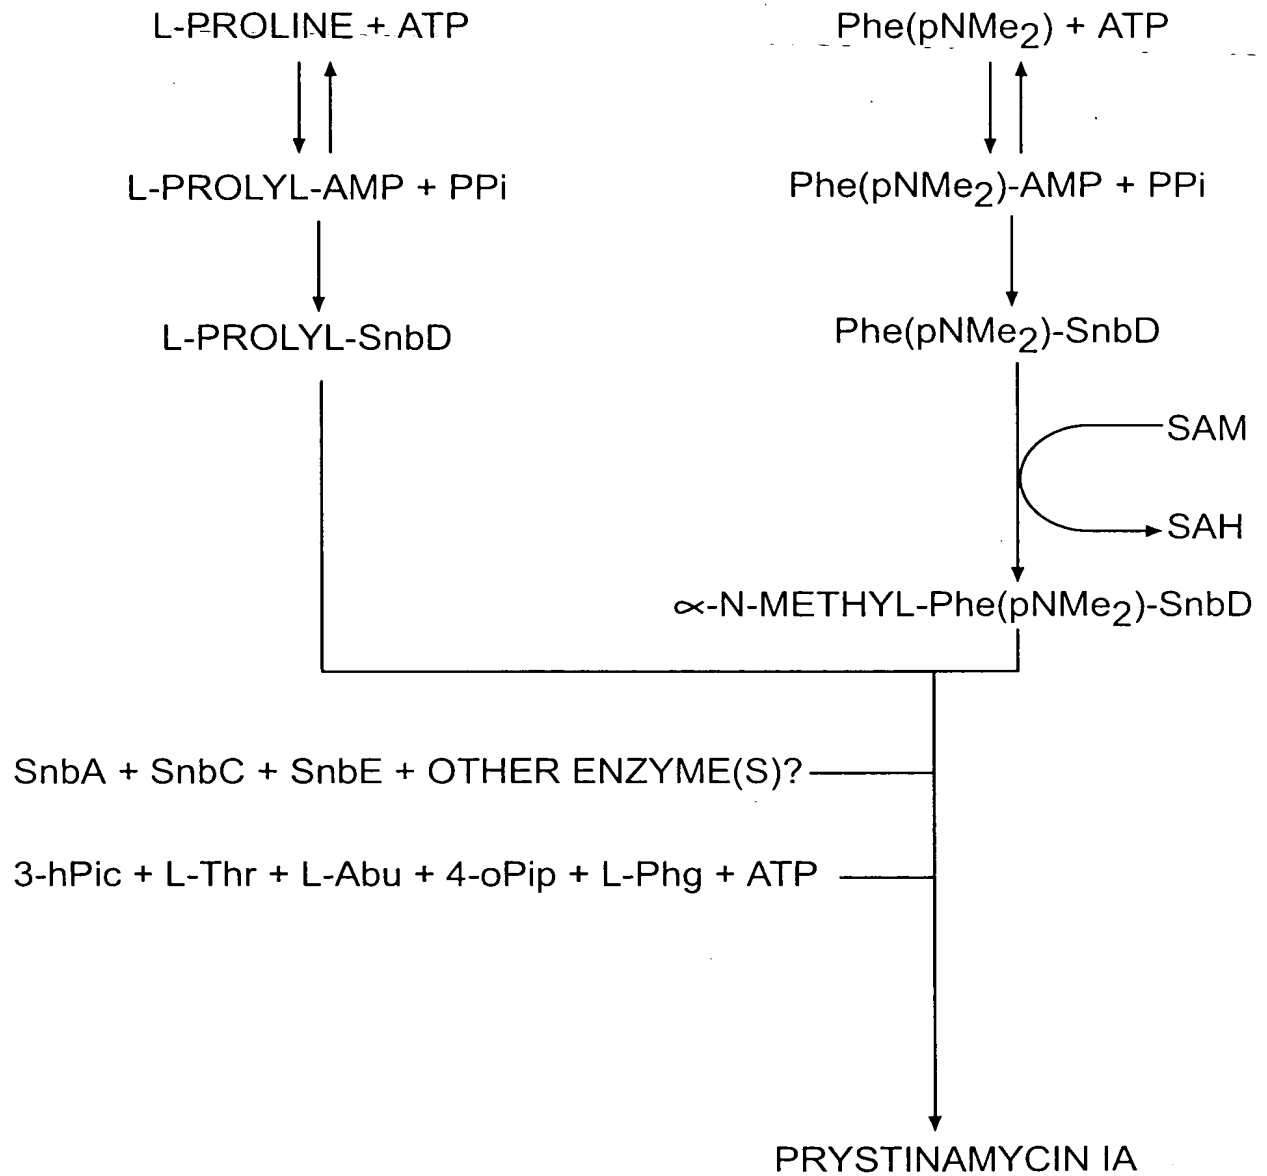 L-PROLINE + ATP
Phe(pNMe2) + ATP
L-PROLYL-AMP + PPi
Phe(pNMe2)-AMP + PPi
L-PROLYL-SnbD
Phe(pNMe2)-SnbD
SAM
SAH
∝-N-METHYL-Phe(pNMe2)-SnbD
SnbA + SnbC + SnbE + OTHER ENZYME(S)?
3-hPic + L-Thr + L-Abu + 4-oPip + L-Phg + ATP
PRYSTINAMYCIN IA